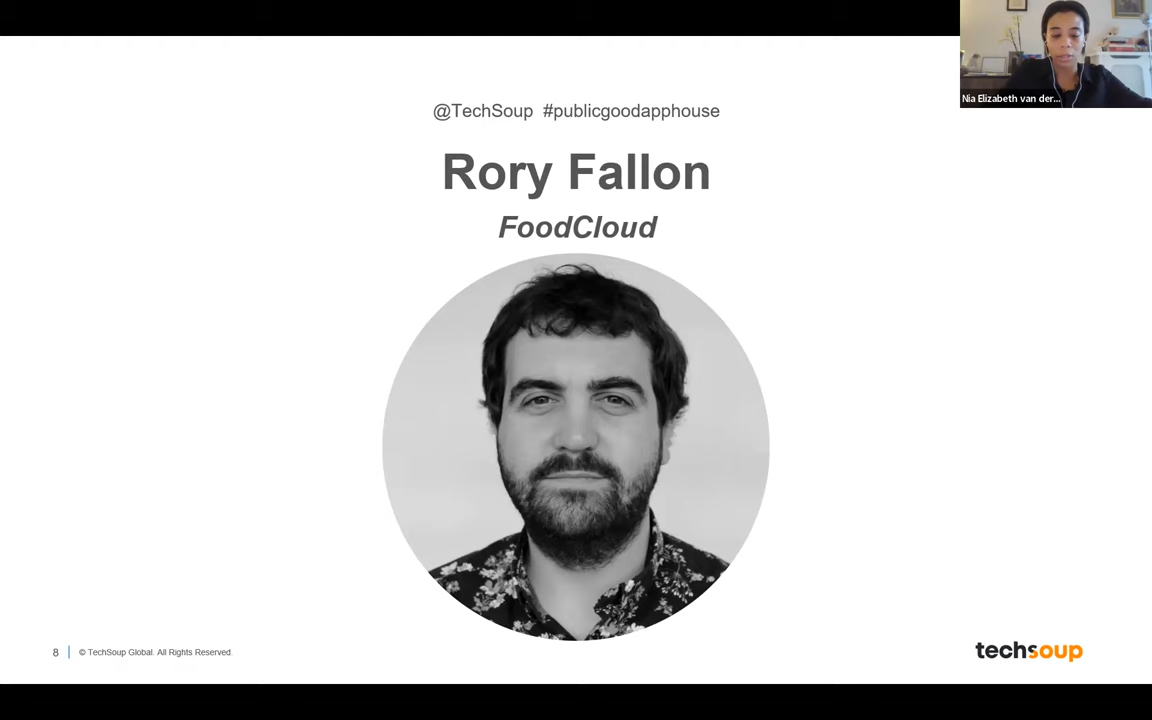 Nia Elizabeth van der...
@TechSoup #publicgoodapphouse
Rory Fallon
FoodCloud
8
© TechSoup Global. All Rights Reserved.
techsoup